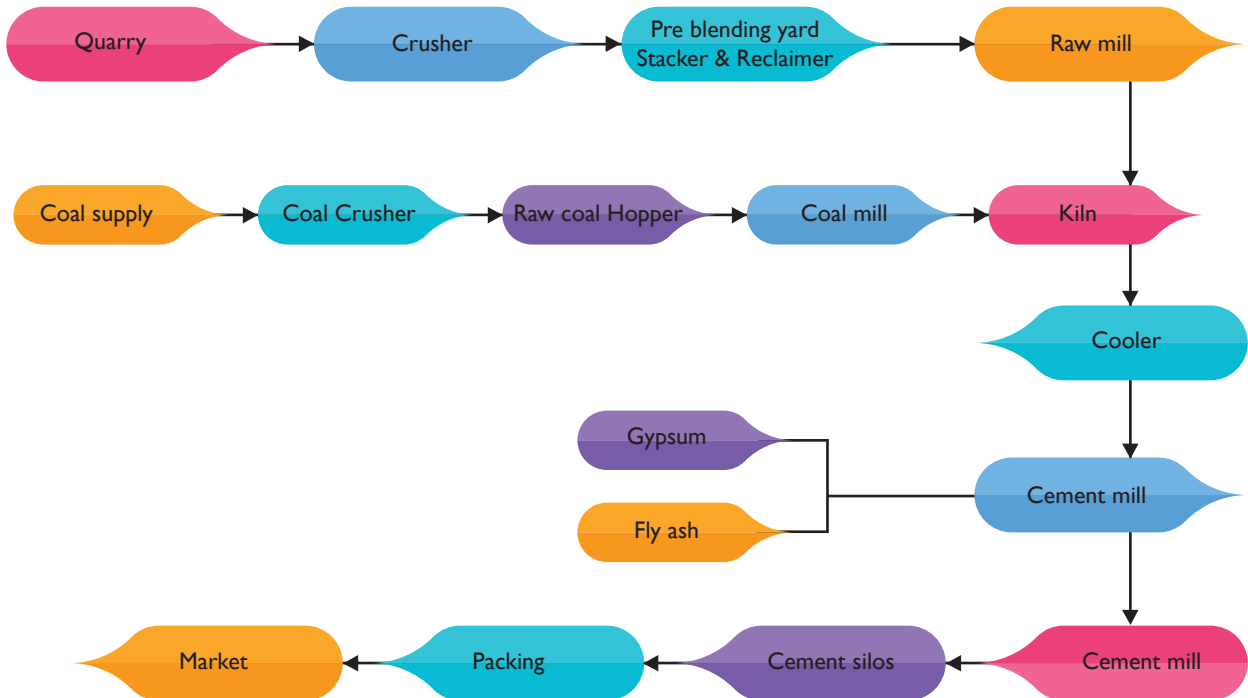 Quarry
Crusher
Pre blending yard
Stacker & Reclaimer
Raw mill
Coal supply
Coal Crusher
Raw coal Hopper
Coal mill
Kiln
Cooler
Gypsum
Fly ash
Cement mill
Market
Packing
Cement silos
Cement mill